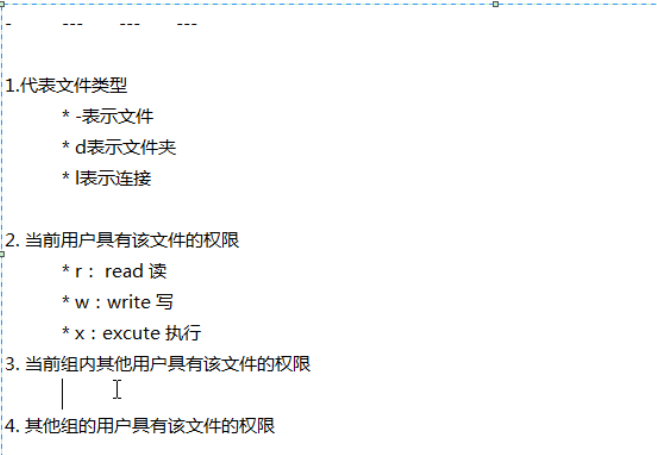 - --- --- ---
1.代表文件类型
* -表示文件
* d表示文件夹
* l表示连接
2. 当前用户具有该文件的权限
* r： read 读
* w：write 写
* x：excute 执行
3. 当前组内其他用户具有该文件的权限
4. 其他组的用户具有该文件的权限